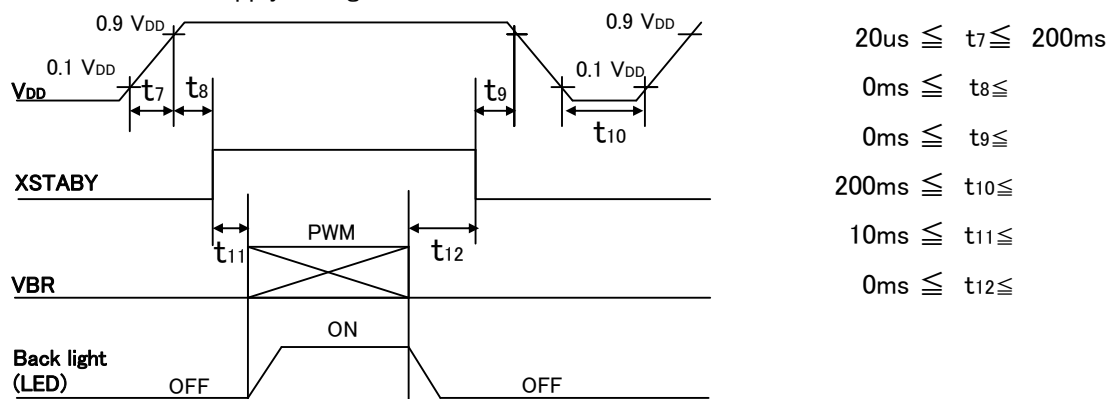 0.9 VDD
0.9 VDD
0.1 VDD
0.1 VDD
VDD
t7
t8
t9
t10
XSTABY
t11
PWM
t12
VBR
ON
Back light
(LED)
OFF
OFF
20us ≦ t7≦ 200ms
0ms ≦ t8≦
0ms ≦ t9≦
200ms ≦ t10≦
10ms ≦ t11≦
0ms ≦ t12≦